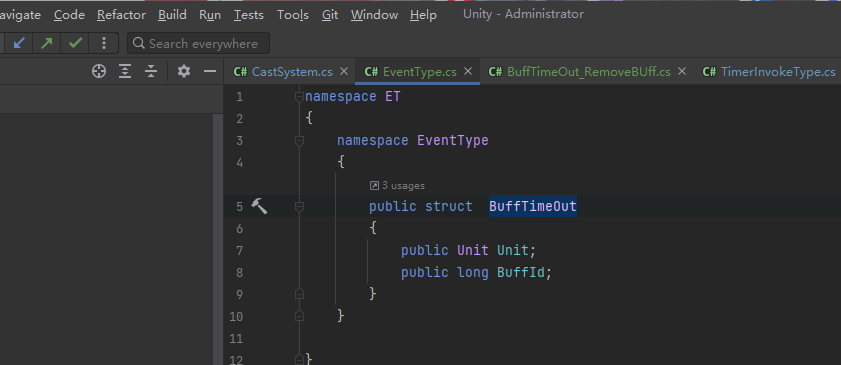 avigate Code Refactor Build Run Tests Tools Git Window Help Unity - Administrator
Search everywhere
C# CastSystem.cs × C# EventType.cs × C# BuffTimeOut_RemoveBUff.cs × C# TimerInvokeType.cs
1 namespace ET
2 {
3 namespace EventType
4 {
3 usages
5 public struct BuffTimeOut
6 {
7 public Unit Unit;
8 public long BuffId;
9 }
10 }
11
12 }